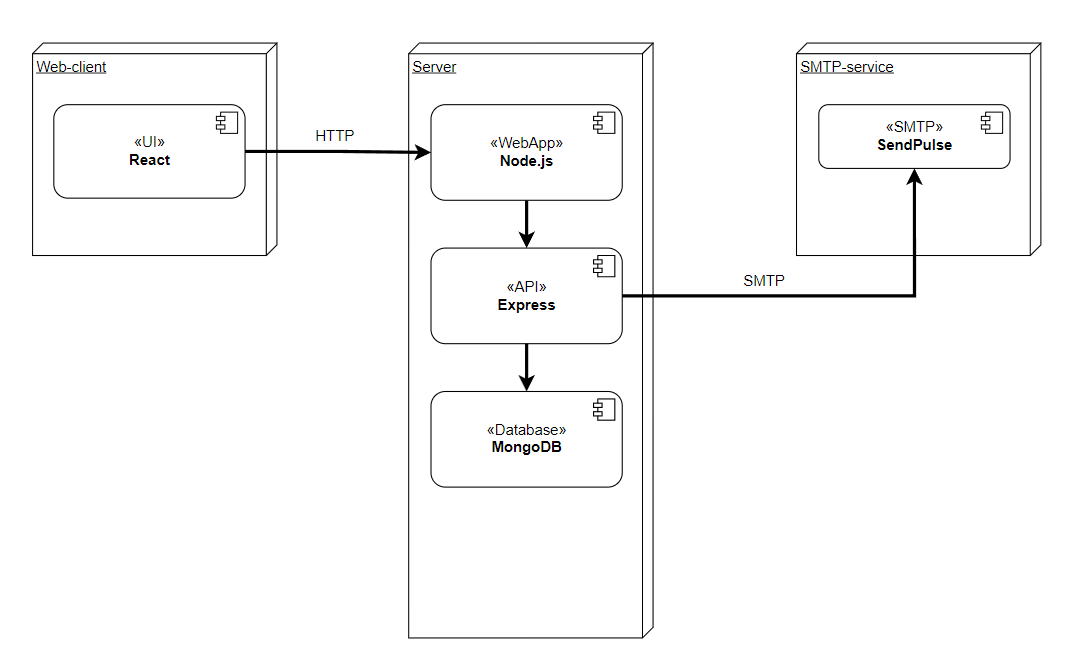 Web-client
«UI»
React
HTTP
Server
«WebApp»
Node.js
«API»
Express
«Database»
MongoDB
SMTP
SMTP-service
«SMTP»
SendPulse